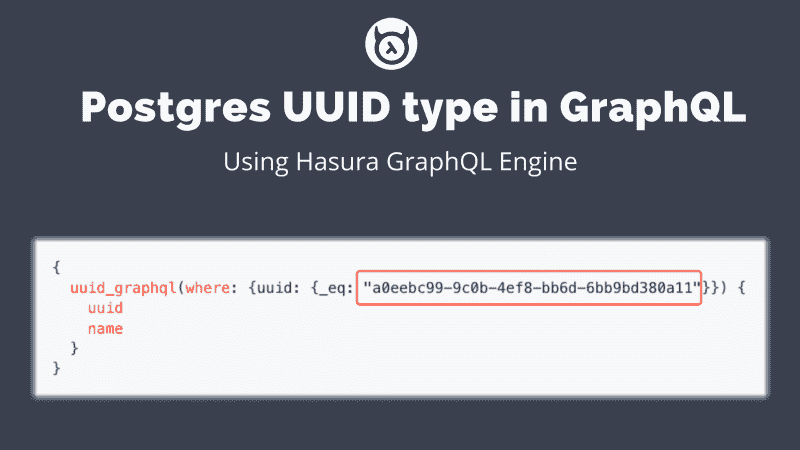 Postgres UUID type in GraphQL
Using Hasura GraphQL Engine
{
uuid_graphql(where: {uuid: {_eq: "a0eebc99-9c0b-4ef8-bb6d-6bb9bd380a11"}}) {
uuid
name
}
}